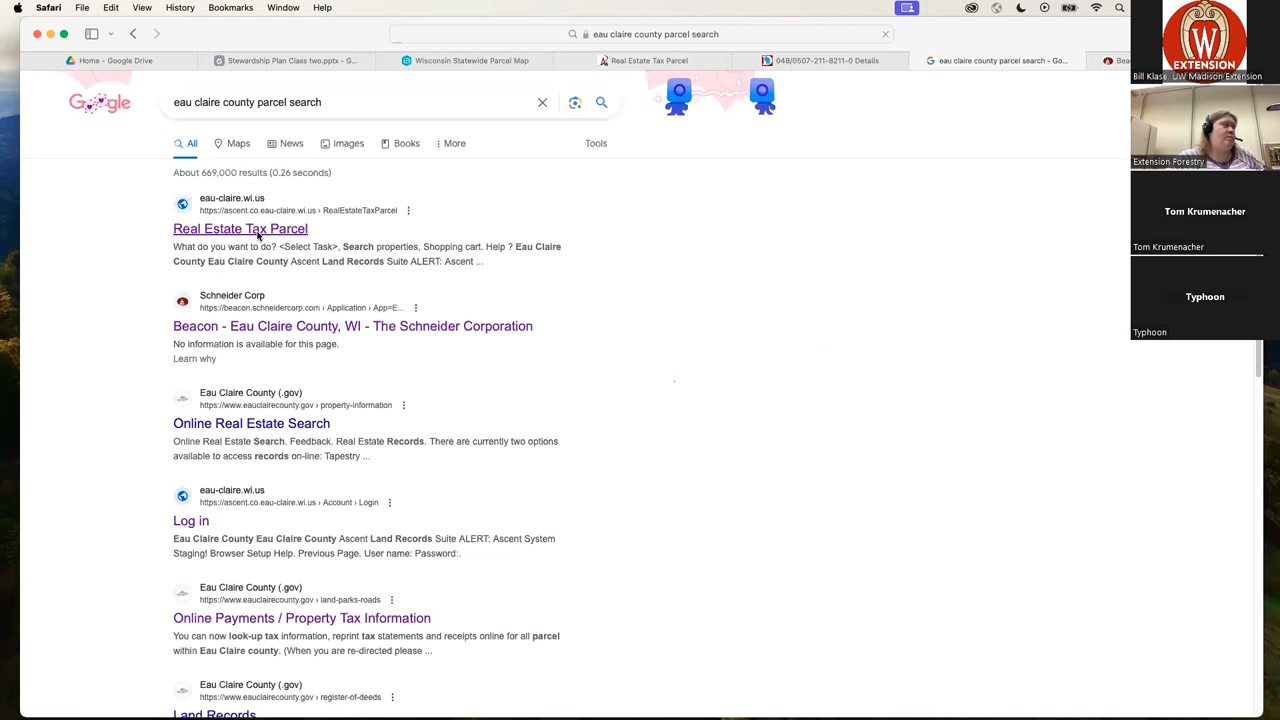 Safari File Edit View History Bookmarks Window Help
eau claire county parcel search
Home - Google Drive
Stewardship Plan Class two.pptx - G...
Wisconsin Statewide Parcel Map
Real Estate Tax Parcel
048/0507-211-8211-0 Details
eau claire county parcel search - Go...
Bea
W
EXTENSION
Bill Klase: UW Madison Extension
Google
eau claire county parcel search
All Maps News Images Books More Tools
About 669,000 results (0.26 seconds)
eau-claire.wi.us
https://ascent.co.eau-claire.wi.us › RealEstateTaxParcel
Real Estate Tax Parcel
What do you want to do? <Select Task>, Search properties, Shopping cart. Help ? Eau Claire
County Eau Claire County Ascent Land Records Suite ALERT: Ascent ...
Schneider Corp
https://beacon.schneidercorp.com › Application › App=E...
Beacon - Eau Claire County, WI - The Schneider Corporation
No information is available for this page.
Learn why
Eau Claire County (.gov)
https://www.eauclairecounty.gov › property-information
Online Real Estate Search
Online Real Estate Search. Feedback. Real Estate Records. There are currently two options
available to access records on-line: Tapestry ...
eau-claire.wi.us
https://ascent.co.eau-claire.wi.us › Account › Login
Log in
Eau Claire County Eau Claire County Ascent Land Records Suite ALERT: Ascent System
Staging! Browser Setup Help. Previous Page. User name: Password:.
Eau Claire County (.gov)
https://www.eauclairecounty.gov › land-parks-roads
Online Payments / Property Tax Information
You can now look-up tax information, reprint tax statements and receipts online for all parcel
within Eau Claire county. (When you are re-directed please ...
Eau Claire County (.gov)
https://www.eauclairecounty.gov › register-of-deeds
Land Records
Extension Forestry
Tom Krumenacher
Tom Krumenacher
Typhoon
Typhoon